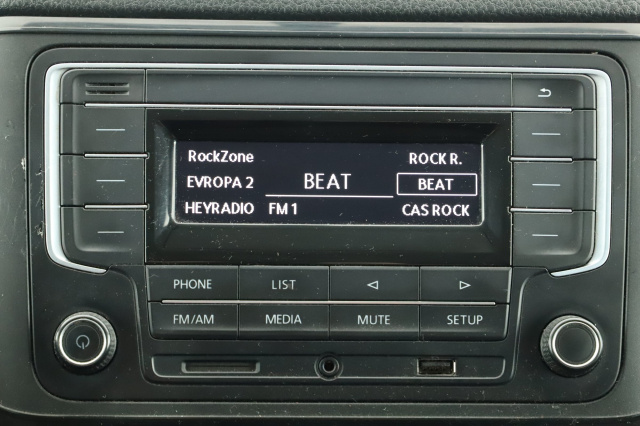 RockZone ROCK R.
EVROPA 2 BEAT BEAT
HEYRADIO FM 1 CAS ROCK
PHONE LIST
FM/AM MEDIA MUTE SETUP